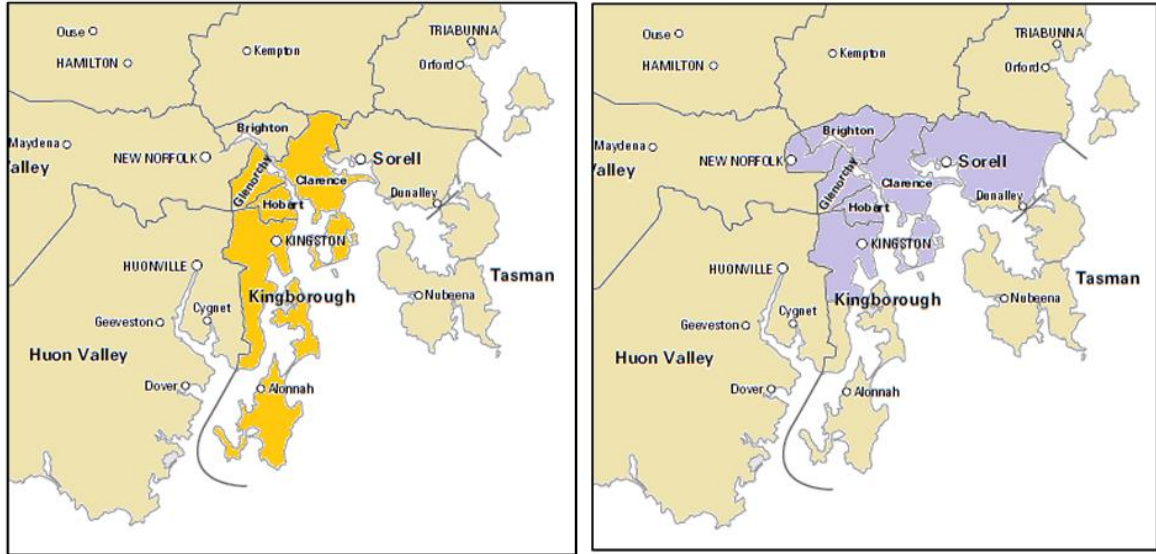 Ouse
HAMILTON
Kempton
TRIABUNNA
Orford
Maydena
Valley
NEW NORFOLK
Brighton
Glenorchy
Hobart
Clarence
Sorell
Dunalley
KINGSTON
HUONVILLE
Cygnet
Geeveston
Huon Valley
Kingborough
Tasman
Nubeena
Dover
Alonnah
Ouse
HAMILTON
Kempton
TRIABUNNA
Orford
Maydena
Valley
NEW NORFOLK
Brighton
Glenorchy
Hobart
Clarence
Sorell
Dunalley
KINGSTON
HUONVILLE
Cygnet
Geeveston
Huon Valley
Kingborough
Tasman
Nubeena
Dover
Alonnah